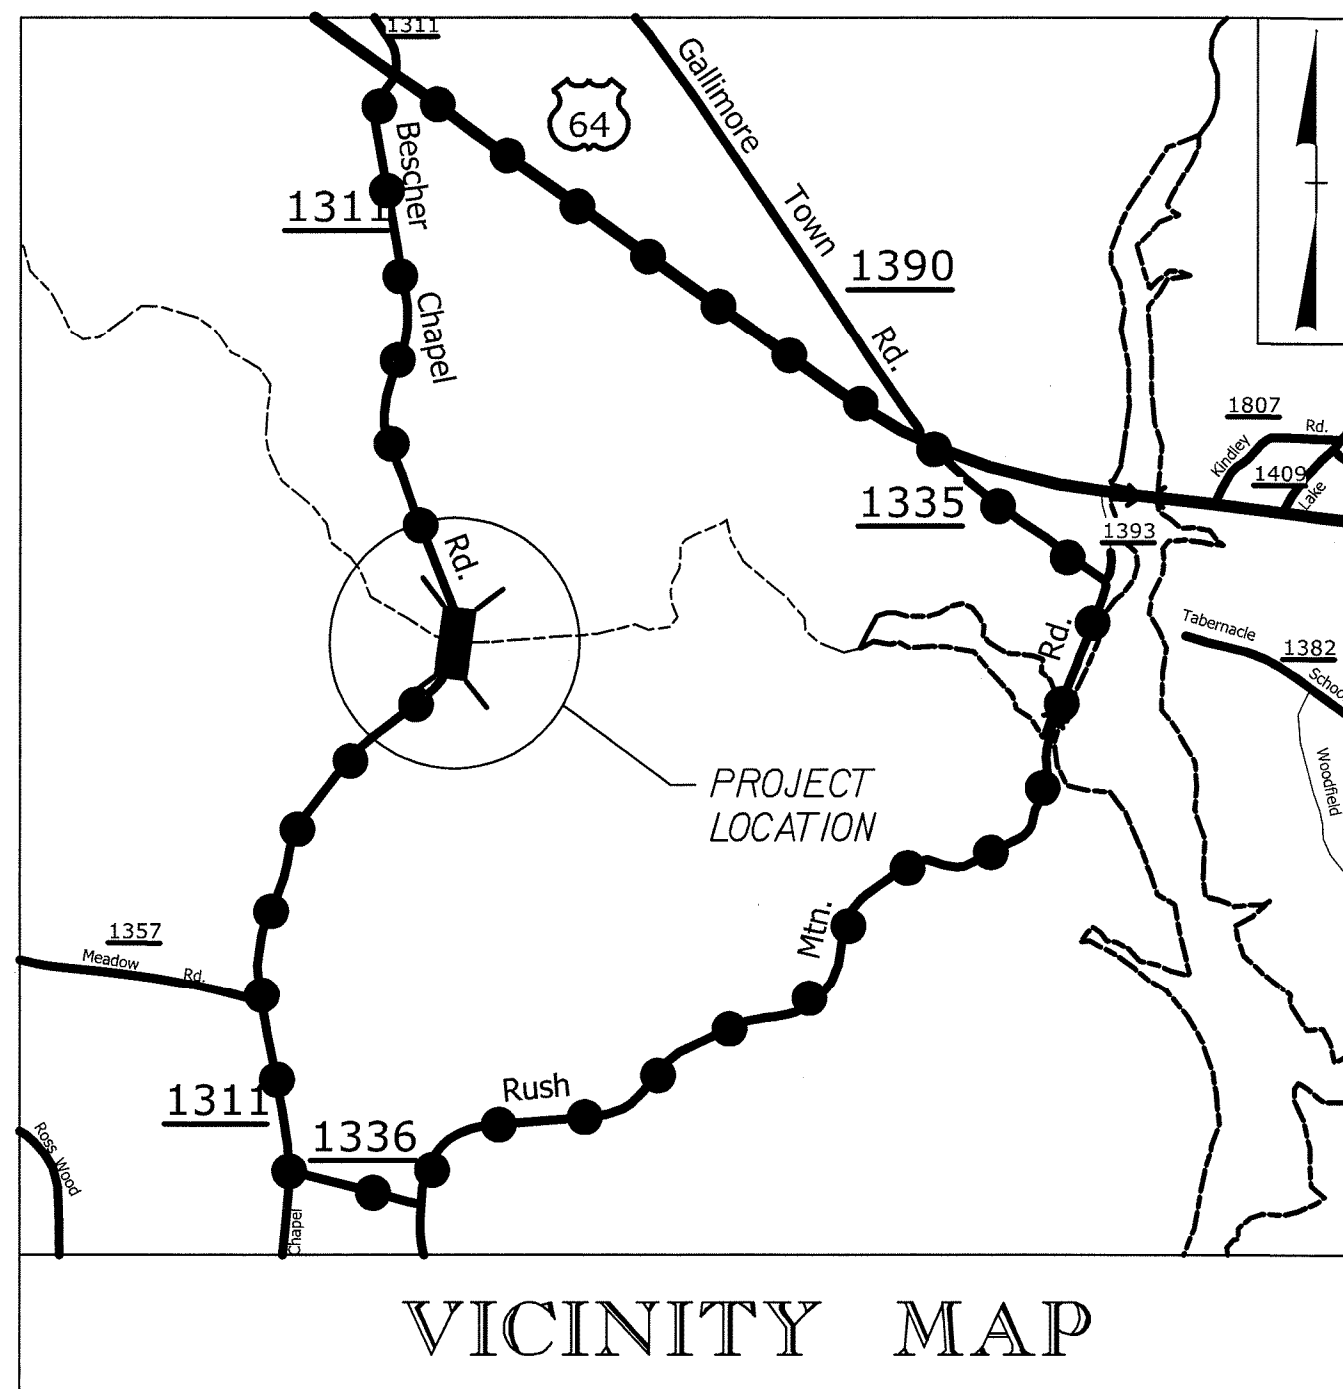 1311
64
Gallimore
Town
Rd.
1390
Bescher
1311
Chapel
Rd.
1807
Kindley
Rd.
1409
Lake
1335
1393
Tabernacle
1382
Schoo
Woodfield
Rd.
PROJECT
LOCATION
Mtn.
1357
Meadow Rd.
Rush
1311
1336
Ross Wood
Chapel
VICINITY MAP